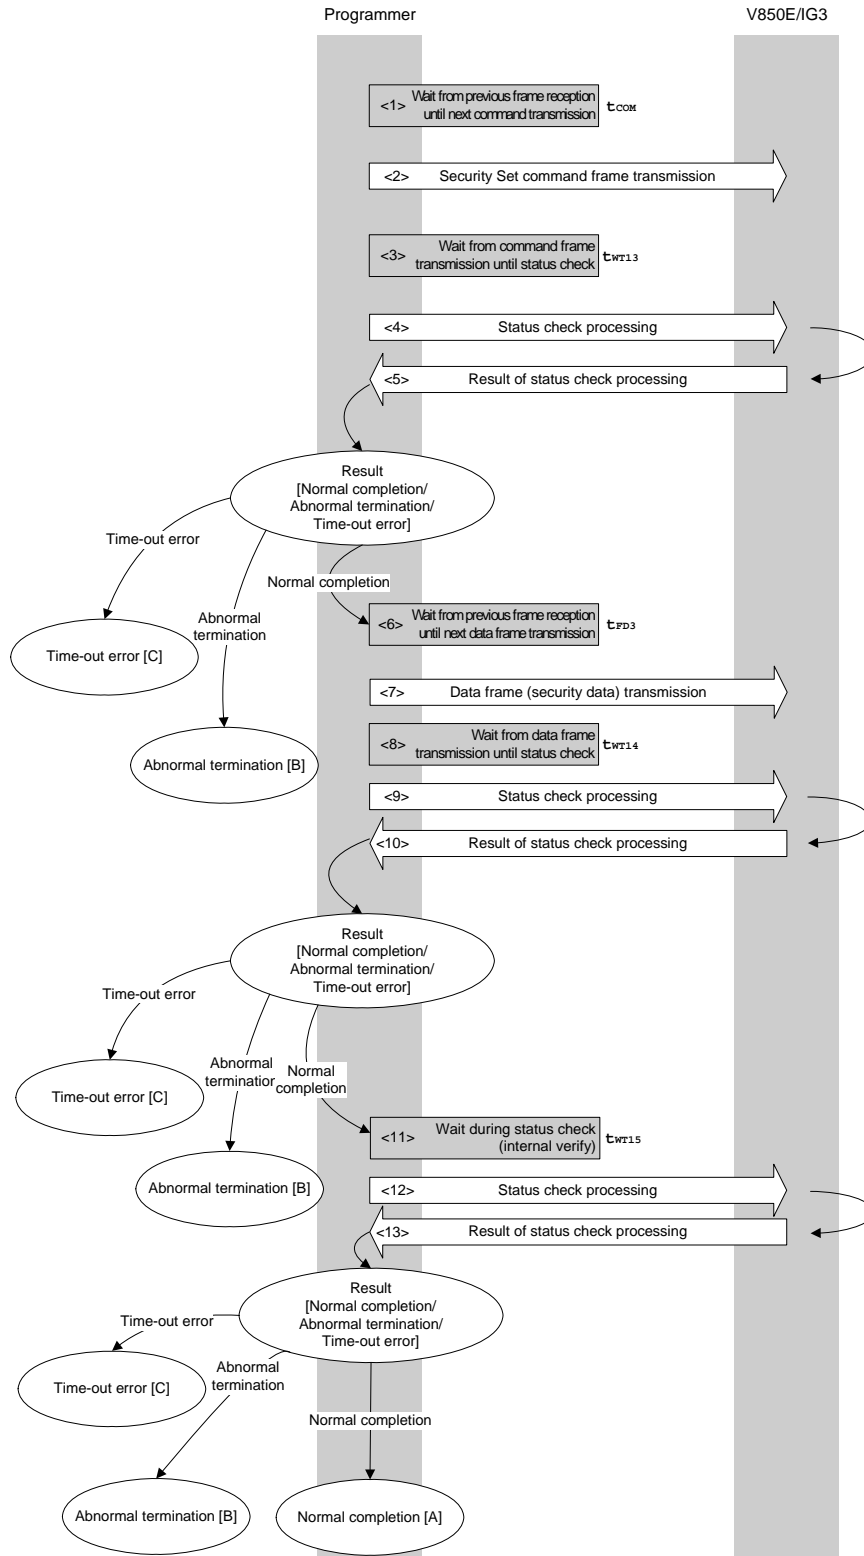 Programmer
V850E/IG3
<1> Wait from previous frame reception
until next command transmission
tCOM
<2> Security Set command frame transmission
<3> Wait from command frame
transmission until status check
tWT13
<4> Status check processing
<5> Result of status check processing
Result
[Normal completion/
Abnormal termination/
Time-out error]
Time-out error
Normal completion
Abnormal
termination
<6> Wait from previous frame reception
until next data frame transmission
tFD3
Time-out error [C]
<7> Data frame (security data) transmission
<8> Wait from data frame
transmission until status check
tWT14
Abnormal termination [B]
<9> Status check processing
<10> Result of status check processing
Result
[Normal completion/
Abnormal termination/
Time-out error]
Time-out error
Abnormal
termination
Normal
completion
Time-out error [C]
<11> Wait during status check
(internal verify)
tWT15
Abnormal termination [B]
<12> Status check processing
<13> Result of status check processing
Result
[Normal completion/
Abnormal termination/
Time-out error]
Time-out error
Abnormal
termination
Time-out error [C]
Normal completion
Abnormal termination [B]
Normal completion [A]